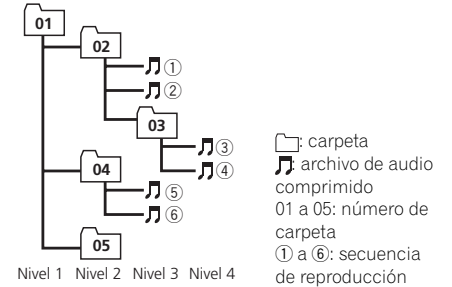 01
02
①
②
03
③
④
04
⑤
⑥
05
Nivel 1 Nivel 2 Nivel 3 Nivel 4
: carpeta
: archivo de audio
comprimido
01 a 05: número de
carpeta
① a ⑥: secuencia
de reproducción